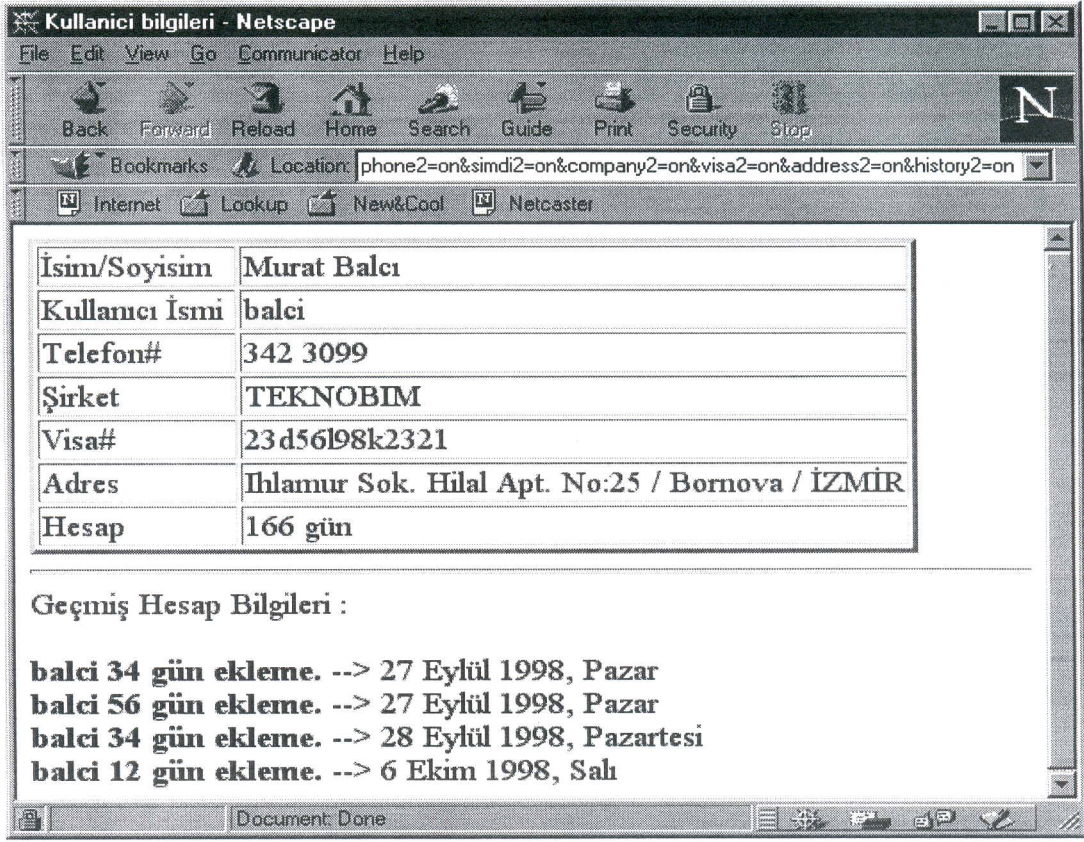 Kullanici bilgileri - Netscape
File Edit View Go Communicator Help
Back Forward Reload Home Search Guide Print Security Stop
N
Bookmarks Location: phone2=on&simdi2=on&company2=on&visa2=on&address2=on&history2=on
Internet Lookup New&Cool Netcaster
İsim/Soyisim Murat Balcı
Kullanıcı İsmi balci
Telefon# 342 3099
Şirket TEKNOBIM
Visa# 23d56l98k2321
Adres Ihlamur Sok. Hilal Apt. No:25 / Bornova / İZMİR
Hesap 166 gün
Geçmiş Hesap Bilgileri :
balci 34 gün ekleme. --> 27 Eylül 1998, Pazar
balci 56 gün ekleme. --> 27 Eylül 1998, Pazar
balci 34 gün ekleme. --> 28 Eylül 1998, Pazartesi
balci 12 gün ekleme. --> 6 Ekim 1998, Salı
Document: Done